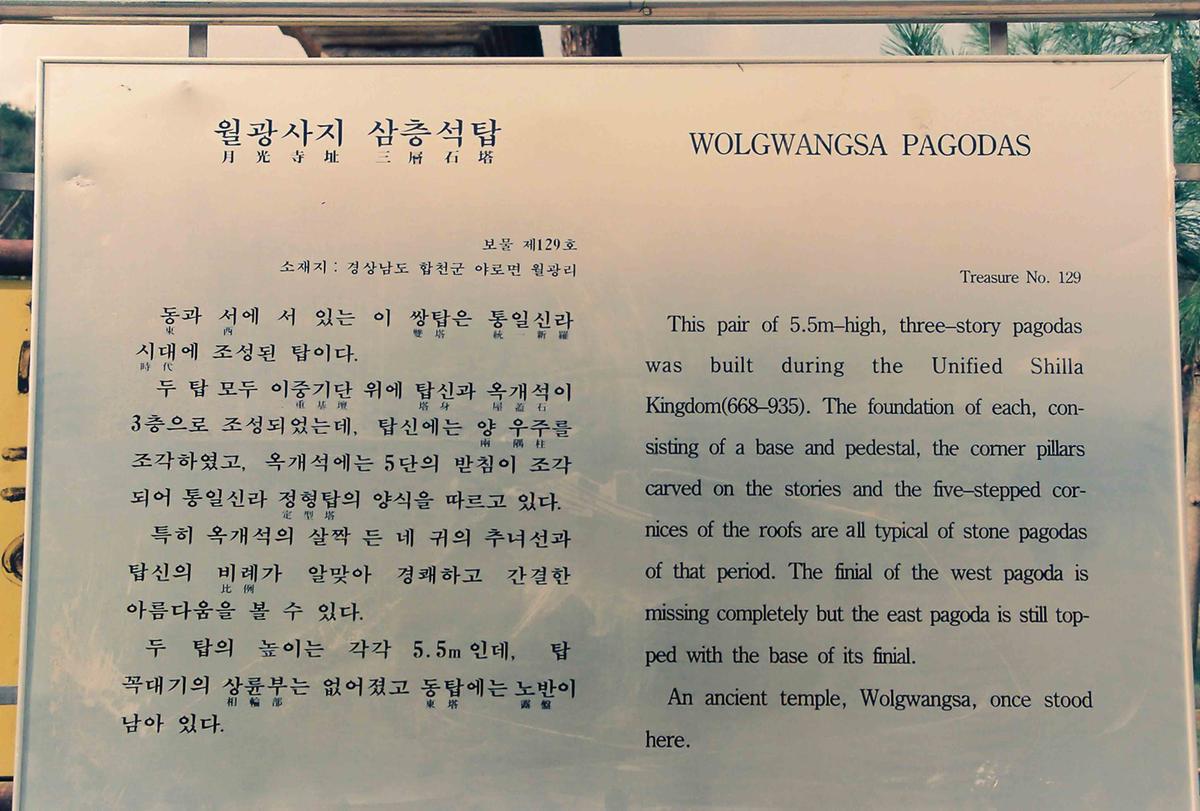 월광사지 삼층석탑
月光寺址 三層石塔
보물 제129호
소재지 : 경상남도 합천군 야로면 월광리
동과 서에 서 있는 이 쌍탑은 통일신라
東 西 雙塔 統一新羅
시대에 조성된 탑이다.
時代
두 탑 모두 이중기단 위에 탑신과 옥개석이
重基壇 塔身 屋蓋石
3층으로 조성되었는데, 탑신에는 양 우주를
兩 隅柱
조각하였고, 옥개석에는 5단의 받침이 조각
되어 통일신라 정형탑의 양식을 따르고 있다.
定型塔
특히 옥개석의 살짝 든 네 귀의 추녀선과
탑신의 비례가 알맞아 경쾌하고 간결한
比例
아름다움을 볼 수 있다.
두 탑의 높이는 각각 5.5m인데, 탑
꼭대기의 상륜부는 없어졌고 동탑에는 노반이
相輪部 東塔 露盤
남아 있다.
WOLGWANGSA PAGODAS
Treasure No. 129
This pair of 5.5m–high, three–story pagodas
was built during the Unified Shilla
Kingdom(668–935). The foundation of each, con-
sisting of a base and pedestal, the corner pillars
carved on the stories and the five–stepped cor-
nices of the roofs are all typical of stone pagodas
of that period. The finial of the west pagoda is
missing completely but the east pagoda is still top-
ped with the base of its finial.
An ancient temple, Wolgwangsa, once stood
here.